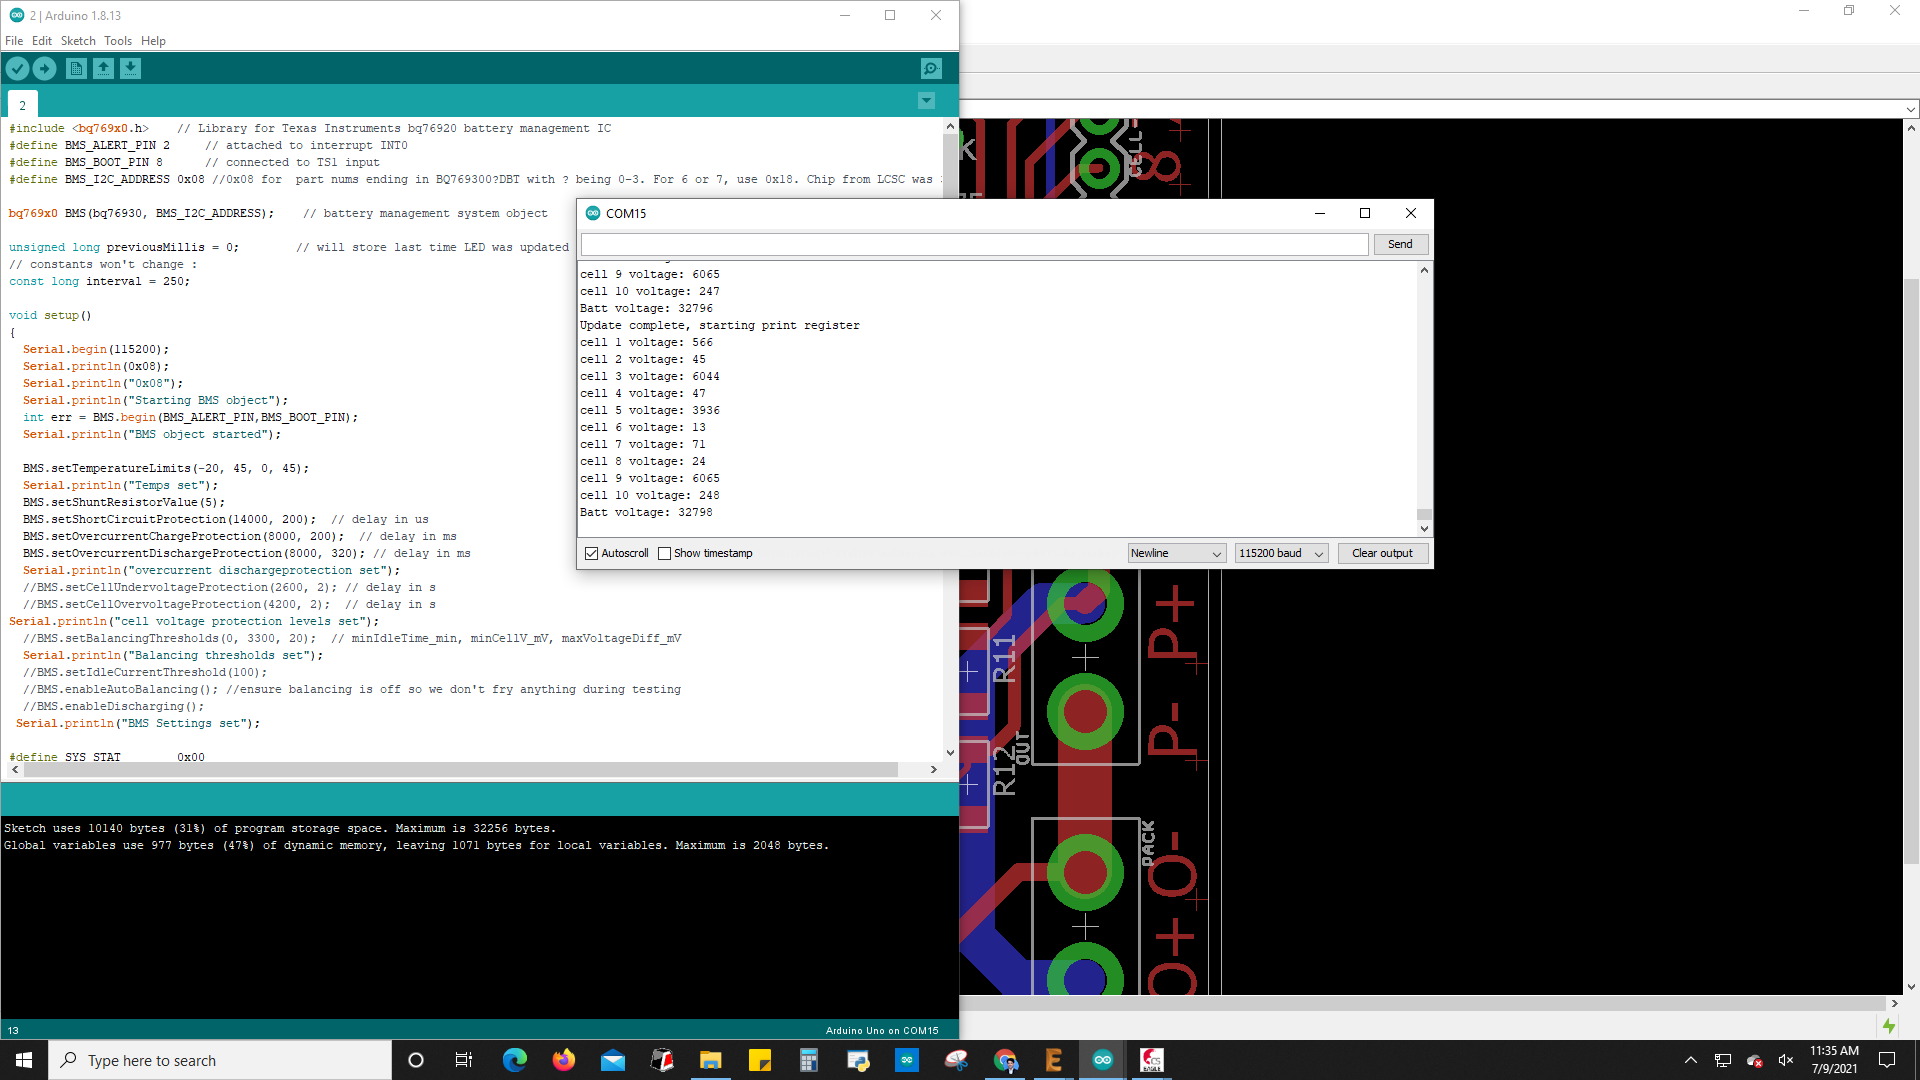 2 | Arduino 1.8.13
File Edit Sketch Tools Help
2
#include <bq769x0.h>    // Library for Texas Instruments bq76920 battery management IC
#define BMS_ALERT_PIN 2     // attached to interrupt INT0
#define BMS_BOOT_PIN 8      // connected to TS1 input
#define BMS_I2C_ADDRESS 0x08 //0x08 for  part nums ending in BQ769300?DBT with ? being 0-3. For 6 or 7, use 0x18. Chip from LCSC was
bq769x0 BMS(bq76930, BMS_I2C_ADDRESS);    // battery management system object
unsigned long previousMillis = 0;        // will store last time LED was updated
// constants won't change :
const long interval = 250;
void setup()
{
Serial.begin(115200);
Serial.println(0x08);
Serial.println("0x08");
Serial.println("Starting BMS object");
int err = BMS.begin(BMS_ALERT_PIN,BMS_BOOT_PIN);
Serial.println("BMS object started");
BMS.setTemperatureLimits(-20, 45, 0, 45);
Serial.println("Temps set");
BMS.setShuntResistorValue(5);
BMS.setShortCircuitProtection(14000, 200);  // delay in us
BMS.setOvercurrentChargeProtection(8000, 200);  // delay in ms
BMS.setOvercurrentDischargeProtection(8000, 320); // delay in ms
Serial.println("overcurrent dischargeprotection set");
//BMS.setCellUndervoltageProtection(2600, 2); // delay in s
//BMS.setCellOvervoltageProtection(4200, 2);  // delay in s
Serial.println("cell voltage protection levels set");
//BMS.setBalancingThresholds(0, 3300, 20);  // minIdleTime_min, minCellV_mV, maxVoltageDiff_mV
Serial.println("Balancing thresholds set");
//BMS.setIdleCurrentThreshold(100);
//BMS.enableAutoBalancing(); //ensure balancing is off so we don't fry anything during testing
//BMS.enableDischarging();
Serial.println("BMS Settings set");
#define SYS_STAT        0x00
Sketch uses 10140 bytes (31%) of program storage space. Maximum is 32256 bytes.
Global variables use 977 bytes (47%) of dynamic memory, leaving 1071 bytes for local variables. Maximum is 2048 bytes.
13
Arduino Uno on COM15
COM15
Send
cell 9 voltage: 6065
cell 10 voltage: 247
Batt voltage: 32796
Update complete, starting print register
cell 1 voltage: 566
cell 2 voltage: 45
cell 3 voltage: 6044
cell 4 voltage: 47
cell 5 voltage: 3936
cell 6 voltage: 13
cell 7 voltage: 71
cell 8 voltage: 24
cell 9 voltage: 6065
cell 10 voltage: 248
Batt voltage: 32798
Autoscroll Show timestamp
Newline
115200 baud
Clear output
CELL-
8
R11
P+
P-
OUT
R12
PACK
O-
O+
Type here to search
11:35 AM
7/9/2021